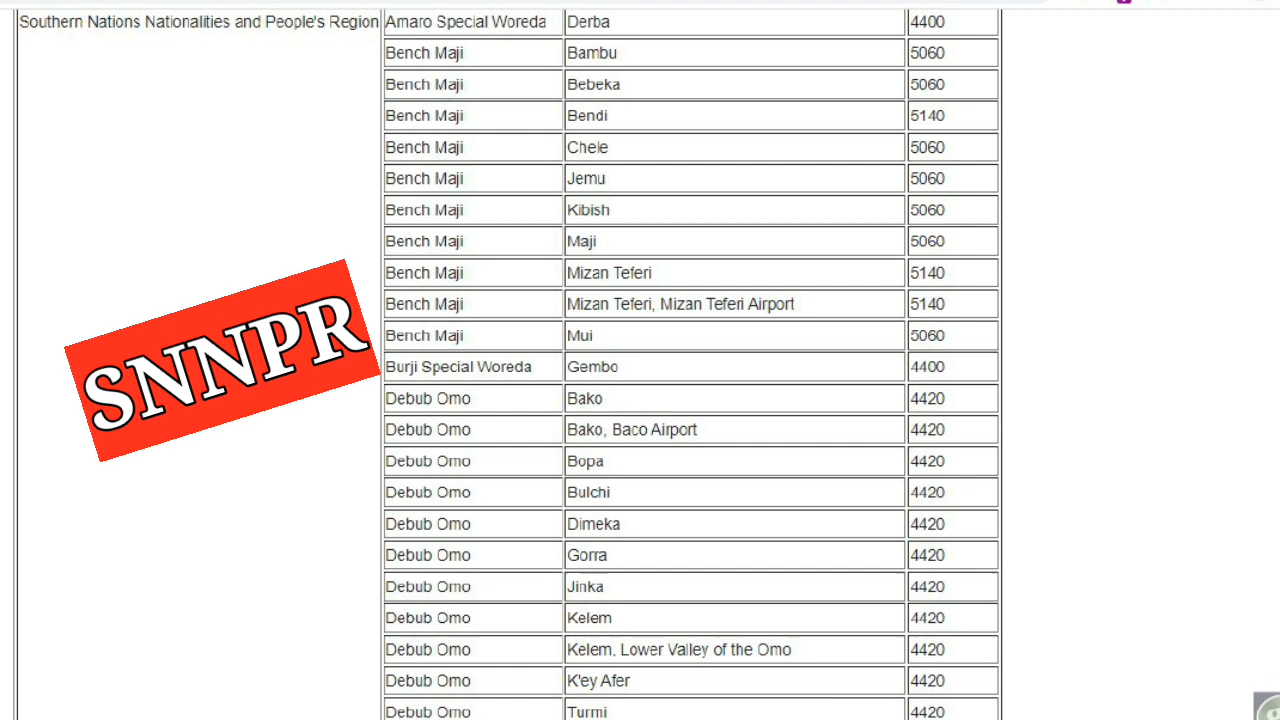 Southern Nations Nationalities and People's Region Amaro Special Woreda Derba 4400
Bench Maji Bambu 5060
Bench Maji Bebeka 5060
Bench Maji Bendi 5140
Bench Maji Chele 5060
Bench Maji Jemu 5060
Bench Maji Kibish 5060
Bench Maji Maji 5060
Bench Maji Mizan Teferi 5140
Bench Maji Mizan Teferi, Mizan Teferi Airport 5140
Bench Maji Mui 5060
SNNPR
Burji Special Woreda Gembo 4400
Debub Omo Bako 4420
Debub Omo Bako, Baco Airport 4420
Debub Omo Bopa 4420
Debub Omo Bulchi 4420
Debub Omo Dimeka 4420
Debub Omo Gorra 4420
Debub Omo Jinka 4420
Debub Omo Kelem 4420
Debub Omo Kelem, Lower Valley of the Omo 4420
Debub Omo K'ey Afer 4420
Debub Omo Turmi 4420